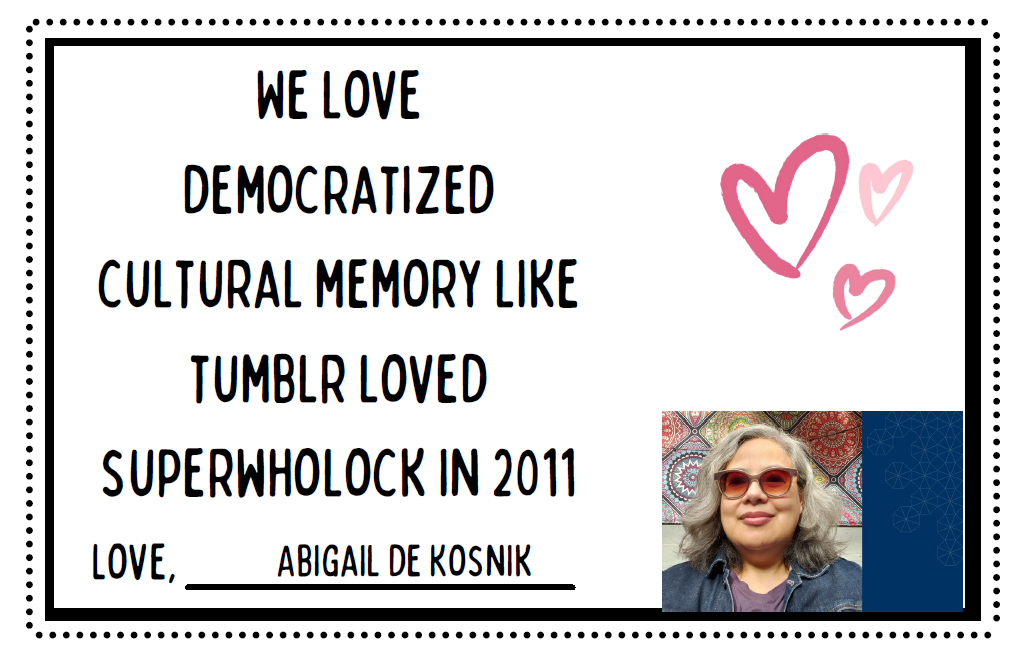 WE LOVE
DEMOCRATIZED
CULTURAL MEMORY LIKE
TUMBLR LOVED
SUPERWHOLOCK IN 2011
LOVE, ABIGAIL DE KOSNIK